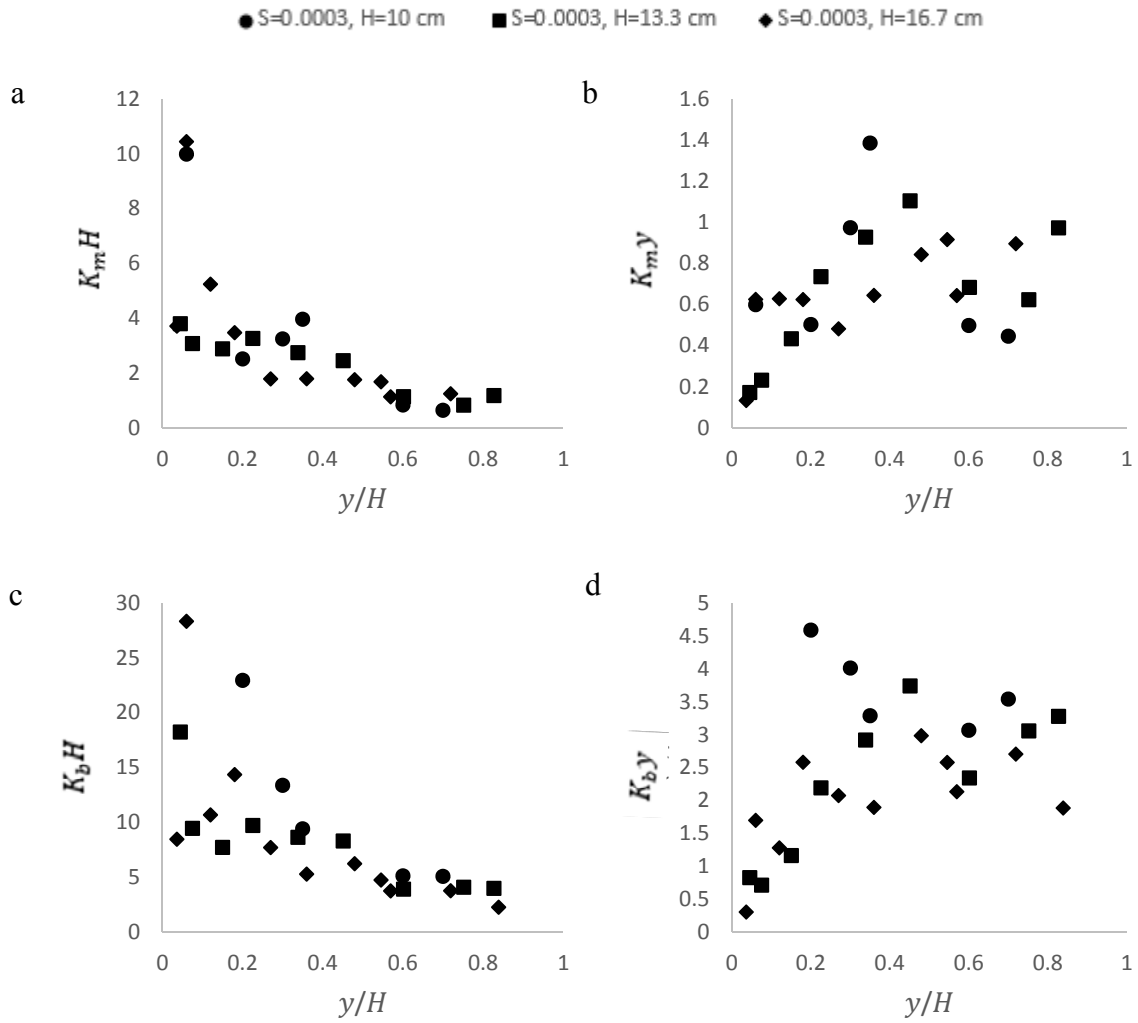 S=0.0003, H=10 cm S=0.0003, H=13.3 cm S=0.0003, H=16.7 cm
a
12
10
8
6
4
2
0
KₘH
0 0.2 0.4 0.6 0.8 1
y/H
b
1.6
1.4
1.2
1
0.8
0.6
0.4
0.2
0
Kₘy
0 0.2 0.4 0.6 0.8 1
y/H
c
30
25
20
15
10
5
0
K_bH
0 0.2 0.4 0.6 0.8 1
y/H
d
5
4.5
4
3.5
3
2.5
2
1.5
1
0.5
0
K_by
0 0.2 0.4 0.6 0.8 1
y/H